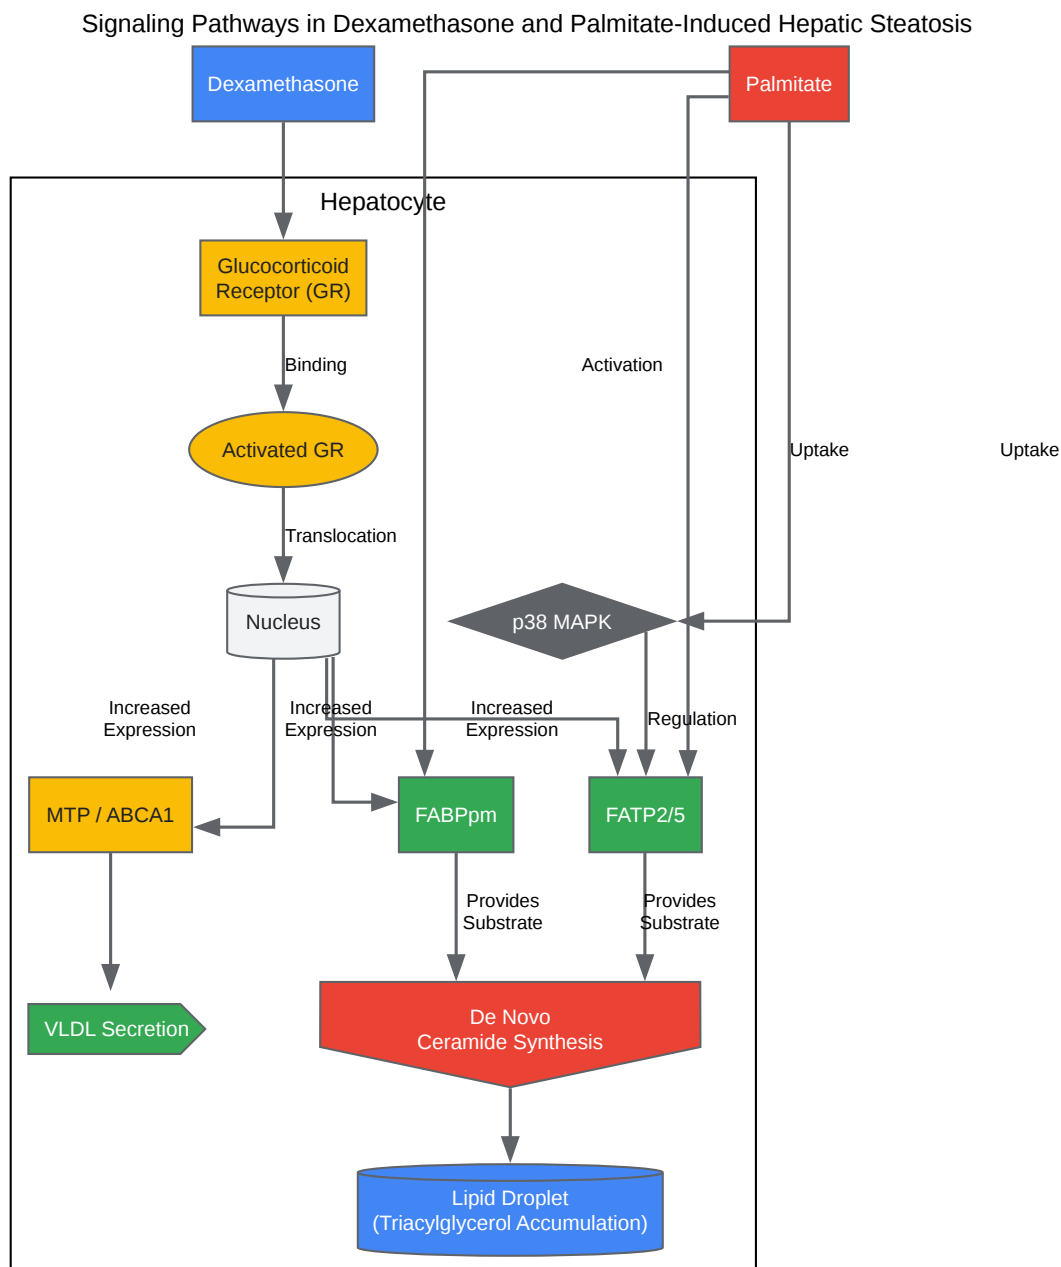 Signaling Pathways in Dexamethasone and Palmitate-Induced Hepatic Steatosis
Dexamethasone
Palmitate
Hepatocyte
Glucocorticoid
Receptor (GR)
Binding
Activation
Activated GR
Uptake
Uptake
Translocation
Nucleus
p38 MAPK
Increased
Expression
Increased
Expression
Increased
Expression
Regulation
MTP / ABCA1
FABPpm
FATP2/5
Provides
Substrate
Provides
Substrate
VLDL Secretion
De Novo
Ceramide Synthesis
Lipid Droplet
(Triacylglycerol Accumulation)